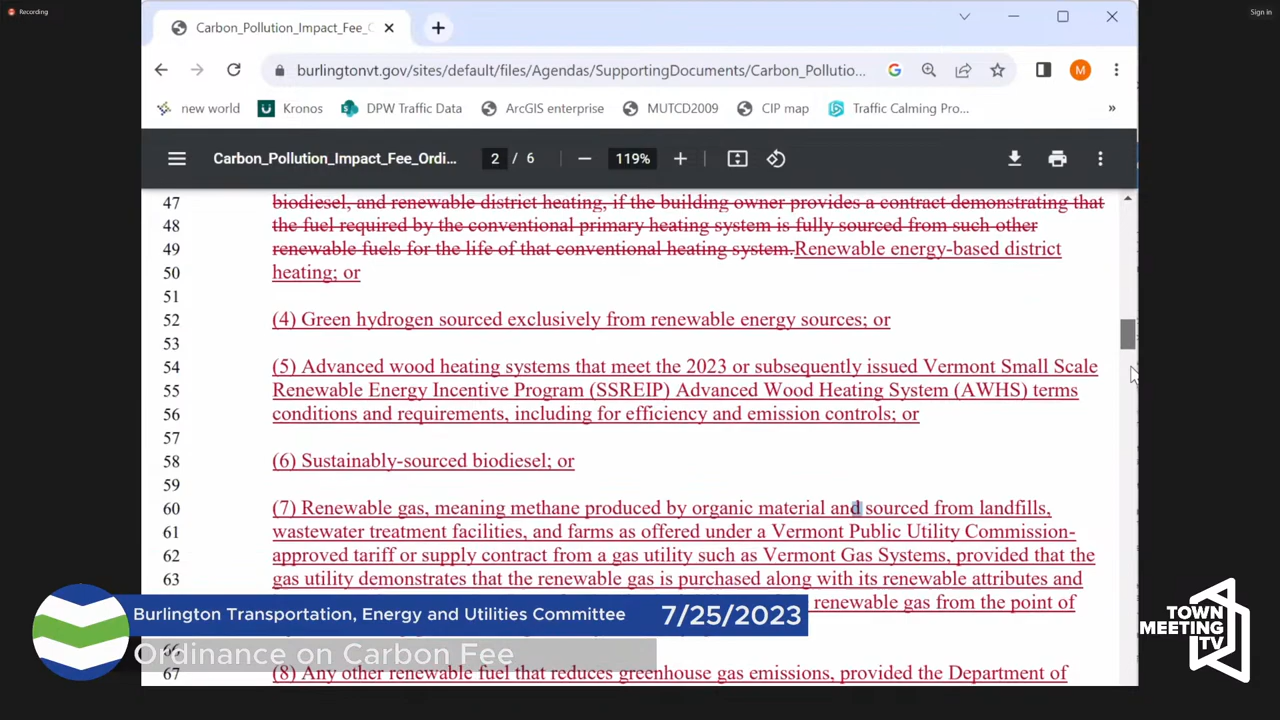 Recording
Sign in
Carbon_Pollution_Impact_Fee_C
burlingtonvt.gov/sites/default/files/Agendas/SupportingDocuments/Carbon_Pollutio...
M
new world Kronos DPW Traffic Data ArcGIS enterprise MUTCD2009 CIP map Traffic Calming Pro... »
Carbon_Pollution_Impact_Fee_Ordi... 2 / 6 119%
47 biodiesel, and renewable district heating, if the building owner provides a contract demonstrating that
48 the fuel required by the conventional primary heating system is fully sourced from such other
49 renewable fuels for the life of that conventional heating system.Renewable energy-based district
50 heating; or
51
52 (4) Green hydrogen sourced exclusively from renewable energy sources; or
53
54 (5) Advanced wood heating systems that meet the 2023 or subsequently issued Vermont Small Scale
55 Renewable Energy Incentive Program (SSREIP) Advanced Wood Heating System (AWHS) terms
56 conditions and requirements, including for efficiency and emission controls; or
57
58 (6) Sustainably-sourced biodiesel; or
59
60 (7) Renewable gas, meaning methane produced by organic material and sourced from landfills,
61 wastewater treatment facilities, and farms as offered under a Vermont Public Utility Commission-
62 approved tariff or supply contract from a gas utility such as Vermont Gas Systems, provided that the
63 gas utility demonstrates that the renewable gas is purchased along with its renewable attributes and
renewable gas from the point of
Burlington Transportation, Energy and Utilities Committee 7/25/2023
Ordinance on Carbon Fee
66
67 (8) Any other renewable fuel that reduces greenhouse gas emissions, provided the Department of
TOWN
MEETING
TV